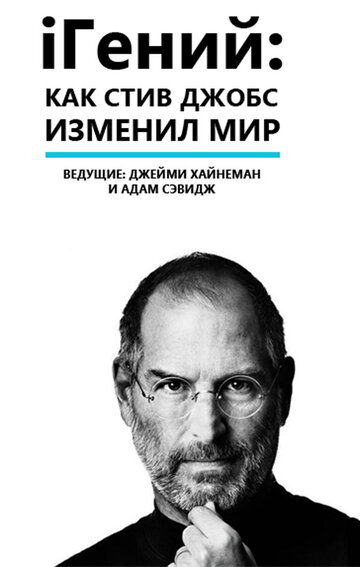 iГений:
КАК СТИВ ДЖОБС
ИЗМЕНИЛ МИР
ВЕДУЩИЕ: ДЖЕЙМИ ХАЙНЕМАН
И АДАМ СЭВИДЖ